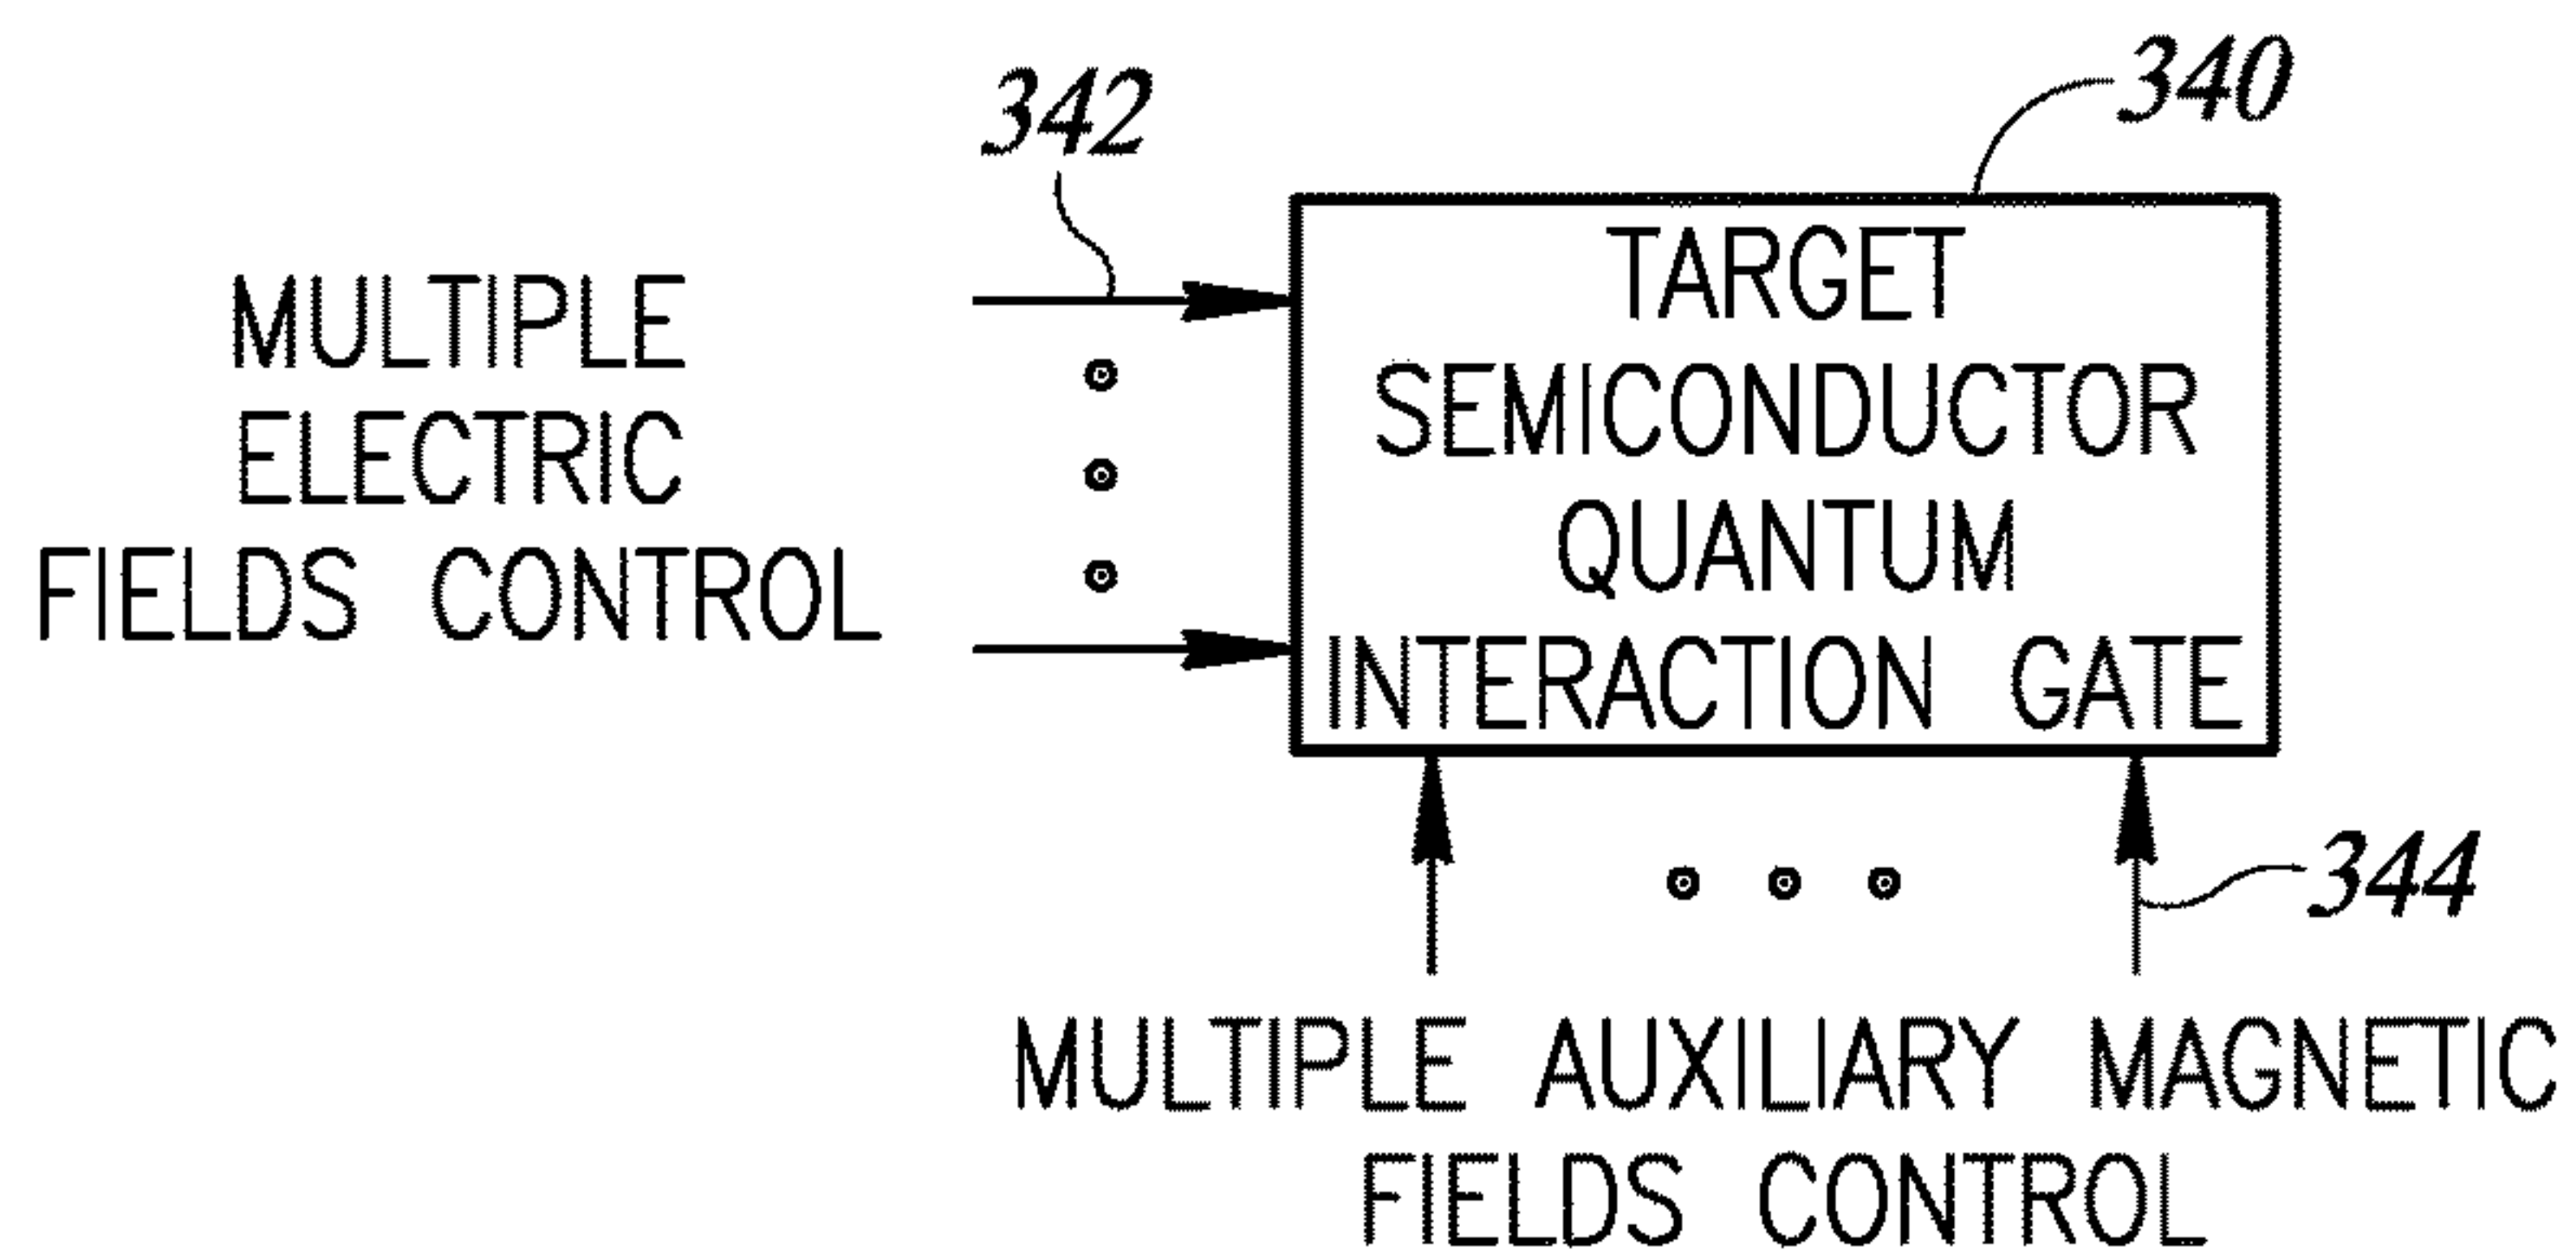 342
340
MULTIPLE
ELECTRIC
FIELDS CONTROL
TARGET
SEMICONDUCTOR
QUANTUM
INTERACTION GATE
344
MULTIPLE AUXILIARY MAGNETIC
FIELDS CONTROL